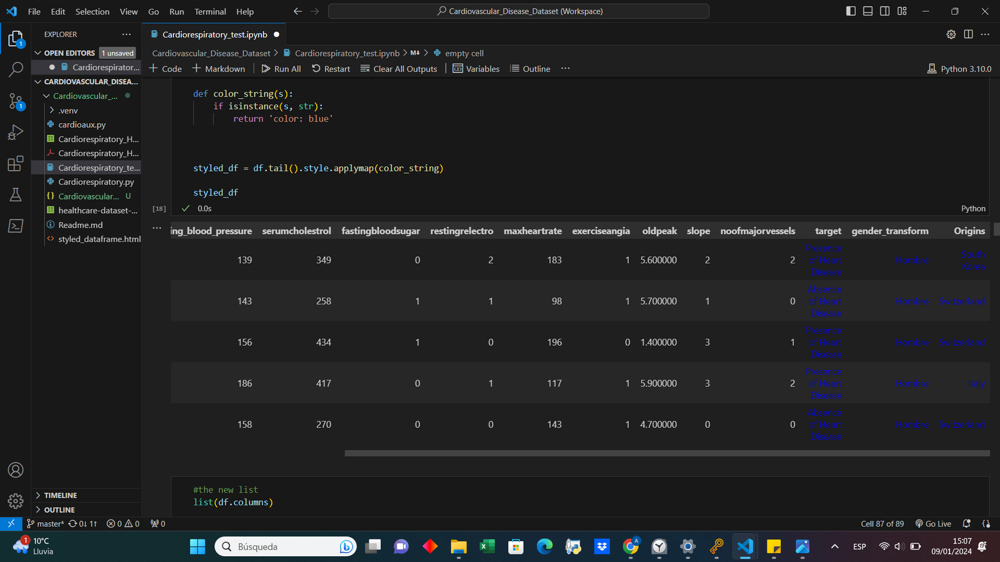 File Edit Selection View Go Run Terminal Help
Cardiovascular_Disease_Dataset (Workspace)
EXPLORER
Cardiorespiratory_test.ipynb
OPEN EDITORS 1 unsaved
Cardiorespirator...
CARDIOVASCULAR_DISEA...
Cardiovascular_...
.venv
cardioaux.py
Cardiorespiratory_H...
Cardiorespiratory_H...
Cardiorespiratory_te...
Cardiorespiratory.py
Cardiovascular... U
healthcare-dataset-...
Readme.md
styled_dataframe.html
TIMELINE
OUTLINE
Cardiovascular_Disease_Dataset > Cardiorespiratory_test.ipynb > M↓ > empty cell
+ Code + Markdown Run All Restart Clear All Outputs Variables Outline ... Python 3.10.0
def color_string(s):
if isinstance(s, str):
return 'color: blue'
styled_df = df.tail().style.applymap(color_string)
styled_df
[18] 0.0s Python
ing_blood_pressure serumcholestrol fastingbloodsugar restingrelectro maxheartrate exerciseangia oldpeak slope noofmajorvessels target gender_transform Origins
139 349 0 2 183 1 5.600000 2 2 Presence of Heart Disease Hombre South Korea
143 258 1 1 98 1 5.700000 1 0 Absence of Heart Disease Hombre Switzerland
156 434 1 0 196 0 1.400000 3 1 Presence of Heart Disease Hombre Switzerland
186 417 0 1 117 1 5.900000 3 2 Presence of Heart Disease Hombre Italy
158 270 0 0 143 1 4.700000 0 0 Absence of Heart Disease Hombre Switzerland
#the new list
list(df.columns)
master* 0↓ 1↑ 0 0 0 Cell 87 of 89 Go Live
1 10°C
Lluvia
Búsqueda
ESP
15:07
09/01/2024